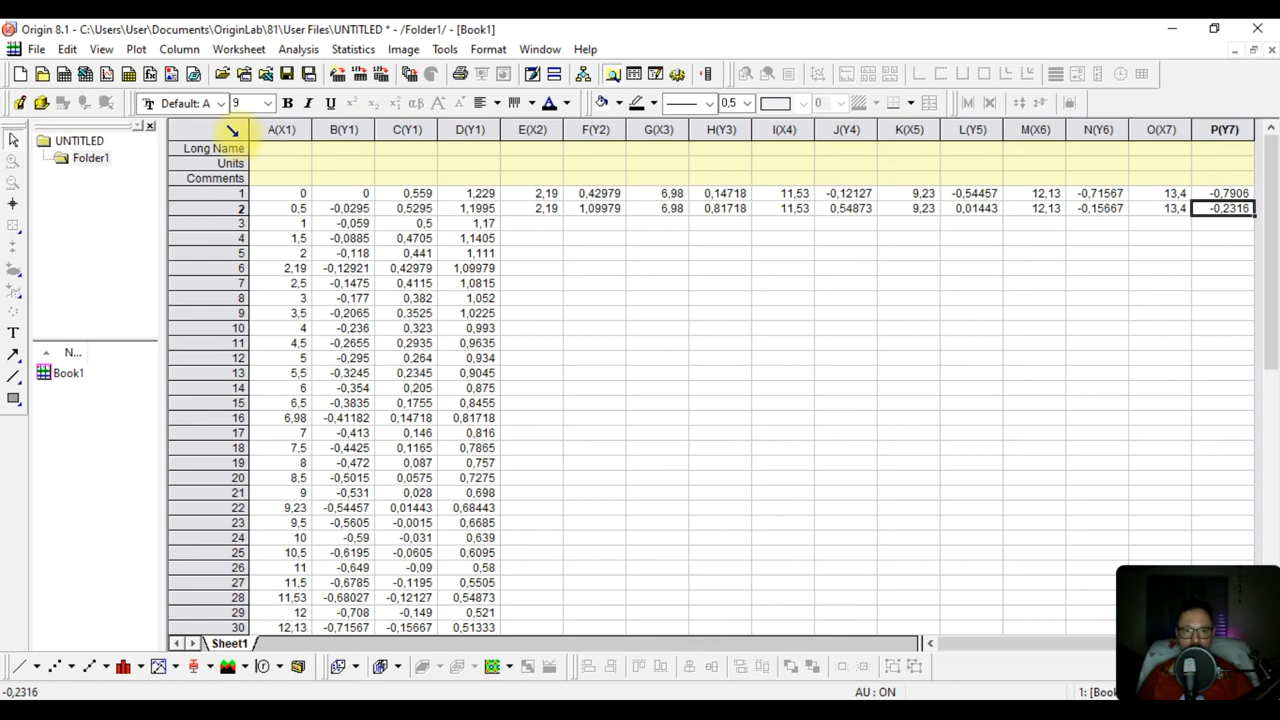 Origin 8.1 - C:\Users\User\Documents\OriginLab\81\User Files\UNTITLED * - /Folder1/ - [Book1]
File Edit View Plot Column Worksheet Analysis Statistics Image Tools Format Window Help
Default: A 9 B I U 0,5 0
UNTITLED
Folder1
N...
Book1
A(X1) B(Y1) C(Y1) D(Y1) E(X2) F(Y2) G(X3) H(Y3) I(X4) J(Y4) K(X5) L(Y5) M(X6) N(Y6) O(X7) P(Y7)
Long Name
Units
Comments
1 0 0 0,559 1,229 2,19 0,42979 6,98 0,14718 11,53 -0,12127 9,23 -0,54457 12,13 -0,71567 13,4 -0,7906
2 0,5 -0,0295 0,5295 1,1995 2,19 1,09979 6,98 0,81718 11,53 0,54873 9,23 0,01443 12,13 -0,15667 13,4 -0,2316
3 1 -0,059 0,5 1,17
4 1,5 -0,0885 0,4705 1,1405
5 2 -0,118 0,441 1,111
6 2,19 -0,12921 0,42979 1,09979
7 2,5 -0,1475 0,4115 1,0815
8 3 -0,177 0,382 1,052
9 3,5 -0,2065 0,3525 1,0225
10 4 -0,236 0,323 0,993
11 4,5 -0,2655 0,2935 0,9635
12 5 -0,295 0,264 0,934
13 5,5 -0,3245 0,2345 0,9045
14 6 -0,354 0,205 0,875
15 6,5 -0,3835 0,1755 0,8455
16 6,98 -0,41182 0,14718 0,81718
17 7 -0,413 0,146 0,816
18 7,5 -0,4425 0,1165 0,7865
19 8 -0,472 0,087 0,757
20 8,5 -0,5015 0,0575 0,7275
21 9 -0,531 0,028 0,698
22 9,23 -0,54457 0,01443 0,68443
23 9,5 -0,5605 -0,0015 0,6685
24 10 -0,59 -0,031 0,639
25 10,5 -0,6195 -0,0605 0,6095
26 11 -0,649 -0,09 0,58
27 11,5 -0,6785 -0,1195 0,5505
28 11,53 -0,68027 -0,12127 0,54873
29 12 -0,708 -0,149 0,521
30 12,13 -0,71567 -0,15667 0,51333
Sheet1
-0,2316 AU : ON 1: [Book